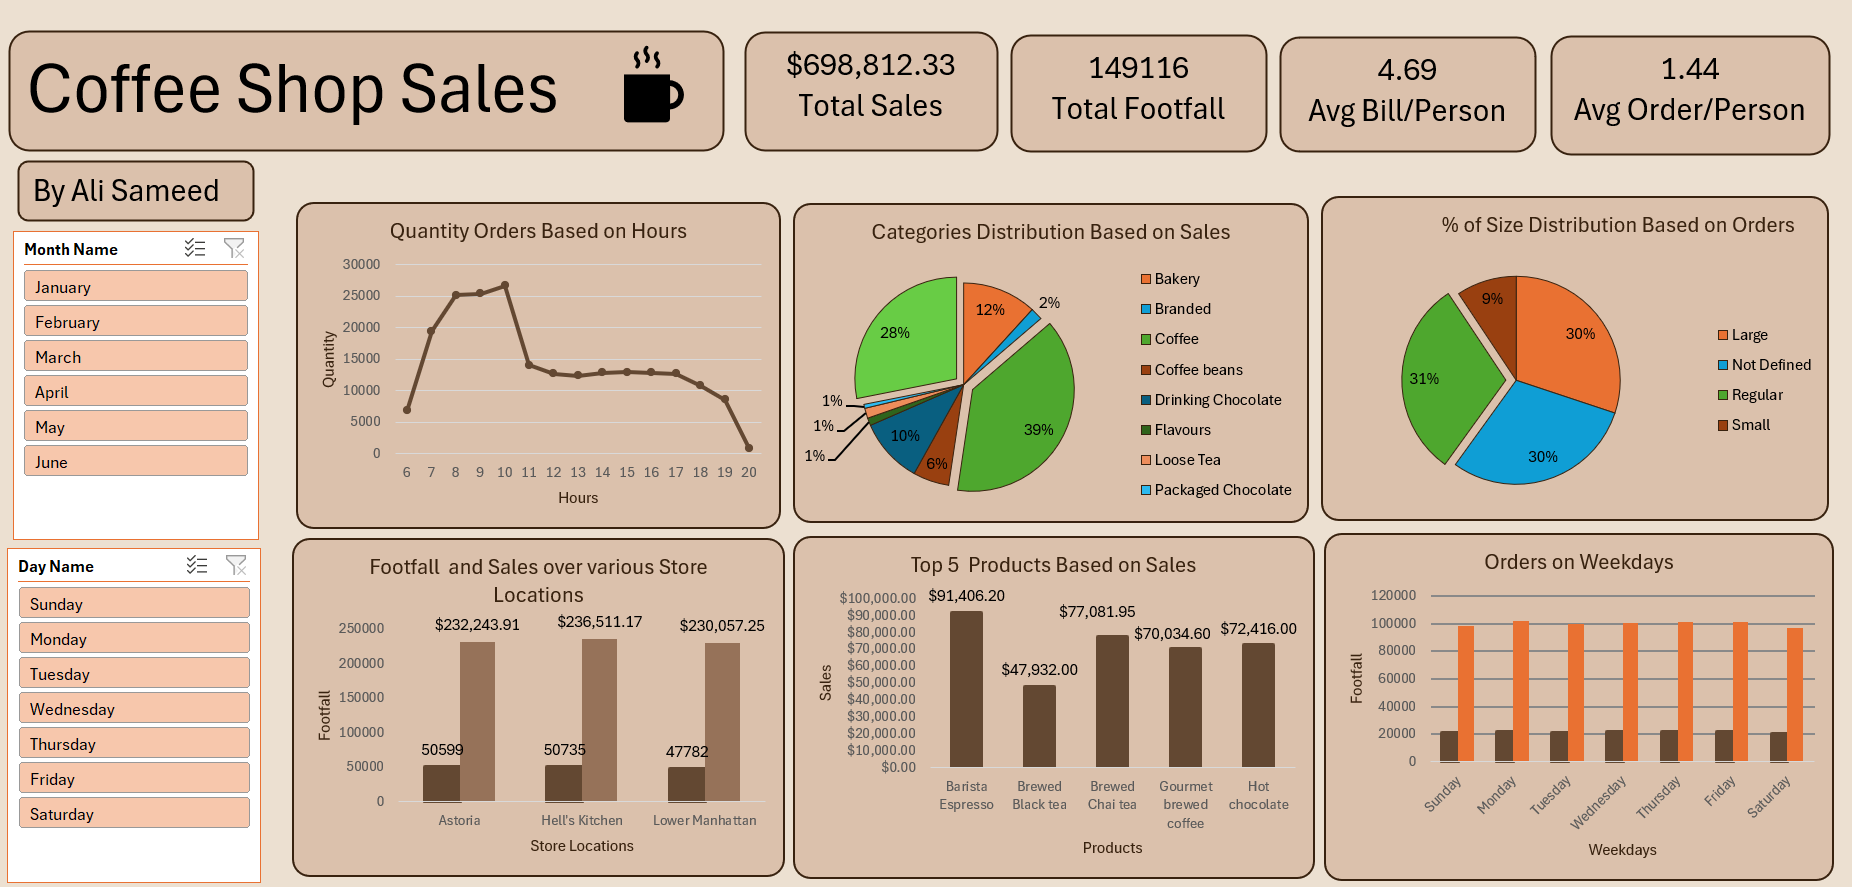 Coffee Shop Sales
$698,812.33
Total Sales
149116
Total Footfall
4.69
Avg Bill/Person
1.44
Avg Order/Person
By Ali Sameed
Month Name
January
February
March
April
May
June
Day Name
Sunday
Monday
Tuesday
Wednesday
Thursday
Friday
Saturday
Quantity Orders Based on Hours
30000
25000
20000
15000
10000
5000
0
Quantity
6 7 8 9 10 11 12 13 14 15 16 17 18 19 20
Hours
Categories Distribution Based on Sales
12%
2%
39%
6%
10%
1%
1%
1%
28%
Bakery
Branded
Coffee
Coffee beans
Drinking Chocolate
Flavours
Loose Tea
Packaged Chocolate
% of Size Distribution Based on Orders
30%
30%
31%
9%
Large
Not Defined
Regular
Small
Footfall and Sales over various Store
Locations
250000
200000
150000
100000
50000
0
Footfall
$232,243.91
$236,511.17
$230,057.25
50599
50735
47782
Astoria
Hell's Kitchen
Lower Manhattan
Store Locations
Top 5 Products Based on Sales
$100,000.00
$90,000.00
$80,000.00
$70,000.00
$60,000.00
$50,000.00
$40,000.00
$30,000.00
$20,000.00
$10,000.00
$0.00
Sales
$91,406.20
$47,932.00
$77,081.95
$70,034.60
$72,416.00
Barista
Espresso
Brewed
Black tea
Brewed
Chai tea
Gourmet
brewed
coffee
Hot
chocolate
Products
Orders on Weekdays
120000
100000
80000
60000
40000
20000
0
Footfall
Sunday
Monday
Tuesday
Wednesday
Thursday
Friday
Saturday
Weekdays